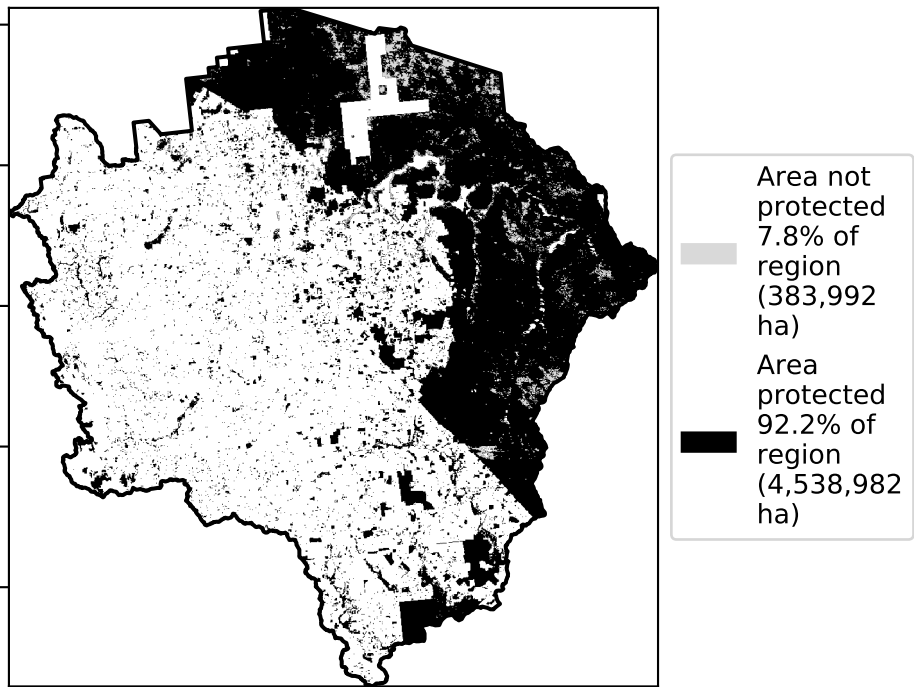 Area not
protected
7.8% of
region
(383,992
ha)
Area
protected
92.2% of
region
(4,538,982
ha)